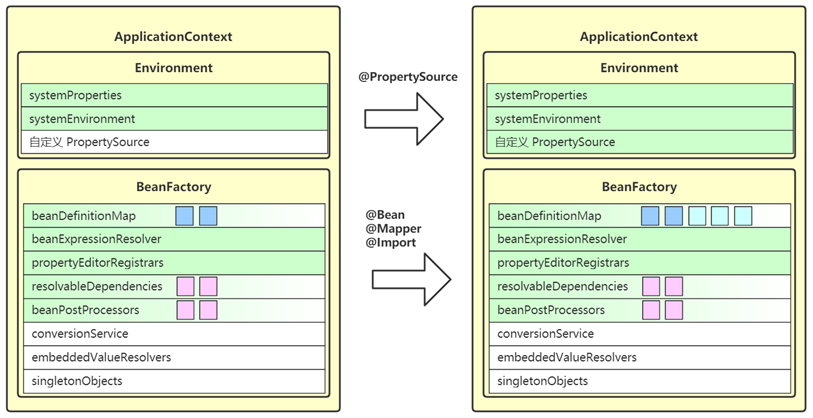 ApplicationContext
Environment
systemProperties
systemEnvironment
自定义 PropertySource
BeanFactory
beanDefinitionMap
beanExpressionResolver
propertyEditorRegistrars
resolvableDependencies
beanPostProcessors
conversionService
embeddedValueResolvers
singletonObjects
@PropertySource
@Bean
@Mapper
@Import
ApplicationContext
Environment
systemProperties
systemEnvironment
自定义 PropertySource
BeanFactory
beanDefinitionMap
beanExpressionResolver
propertyEditorRegistrars
resolvableDependencies
beanPostProcessors
conversionService
embeddedValueResolvers
singletonObjects